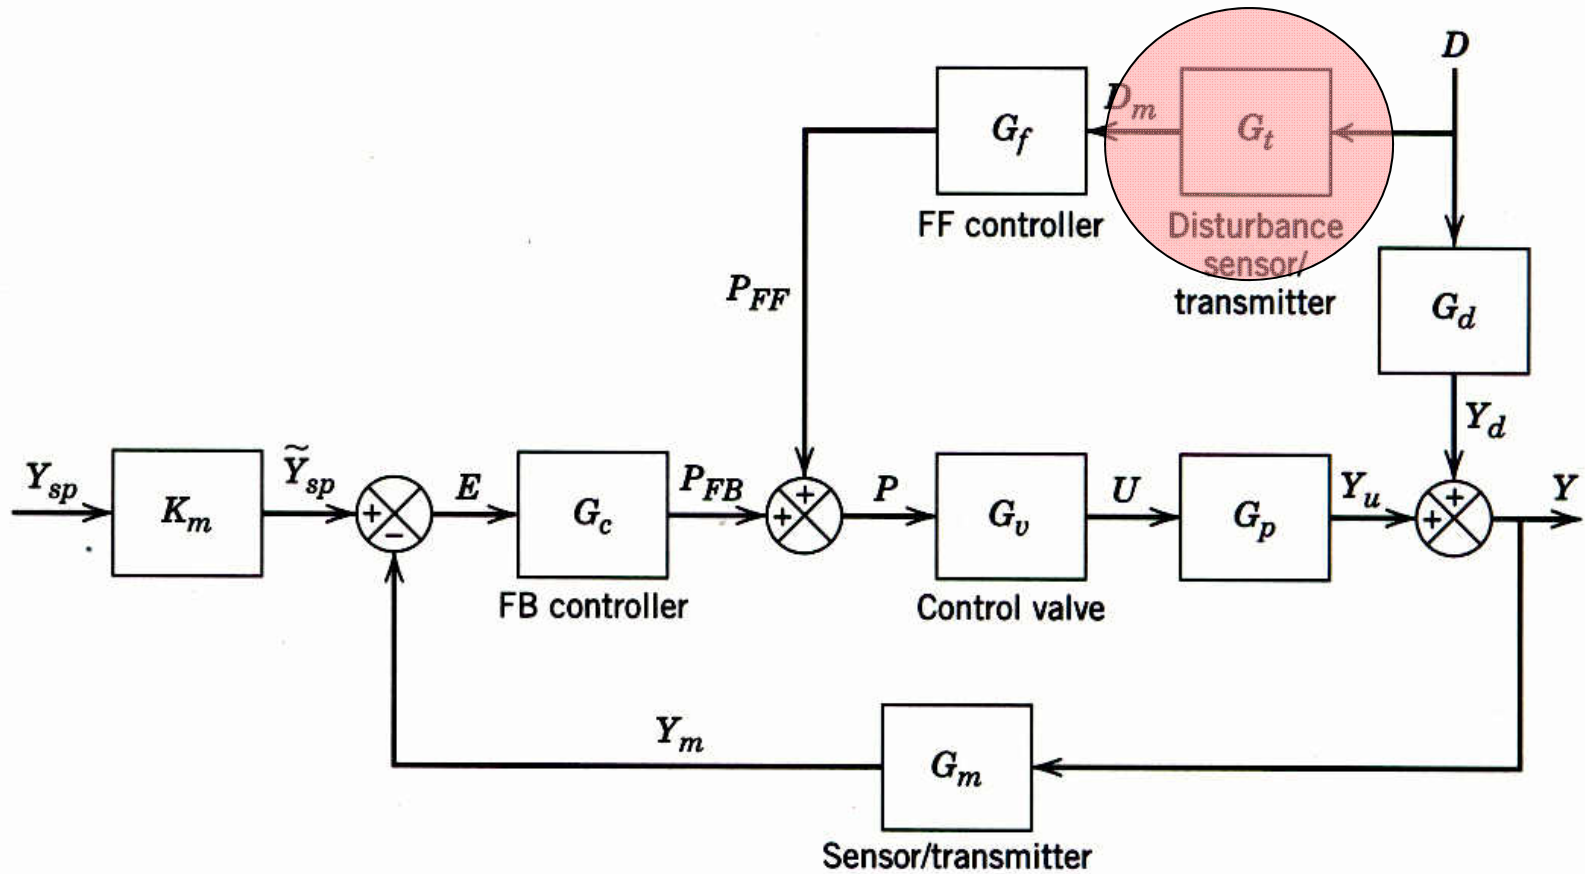 D
D_m
G_f
G_t
FF controller
Disturbance
sensor/
transmitter
P_FF
G_d
Y_d
Y_sp
K_m
Ỹ_sp
+
−
E
G_c
P_FB
+
+
P
G_v
U
G_p
Y_u
+
+
Y
FB controller
Control valve
Y_m
G_m
Sensor/transmitter